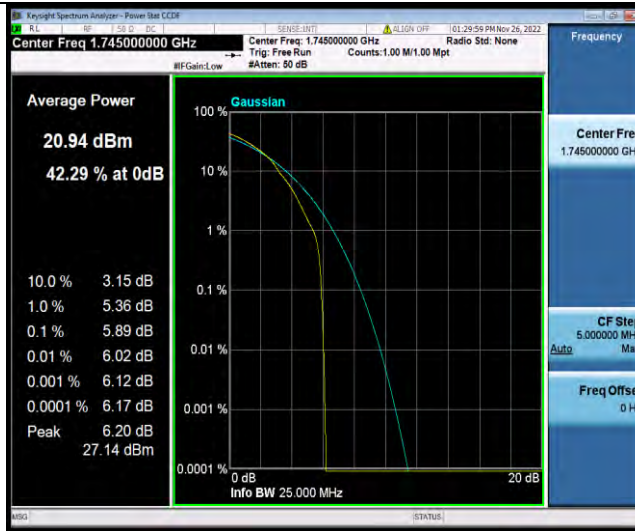 Keysight Spectrum Analyzer - Power Stat CCDF
RL RF 50 Ω DC SENSE:INT ALIGN OFF 01:29:59 PM Nov 26, 2022
Center Freq 1.745000000 GHz
Center Freq: 1.745000000 GHz Radio Std: None
Trig: Free Run Counts:1.00 M/1.00 Mpt
#IFGain:Low #Atten: 50 dB
Frequency
Average Power
20.94 dBm
42.29 % at 0dB
10.0 % 3.15 dB
1.0 % 5.36 dB
0.1 % 5.89 dB
0.01 % 6.02 dB
0.001 % 6.12 dB
0.0001 % 6.17 dB
Peak 6.20 dB
27.14 dBm
Gaussian
100 %
10 %
1 %
0.1 %
0.01 %
0.001 %
0.0001 %
0 dB 20 dB
Info BW 25.000 MHz
Center Fre
1.745000000 GH
CF Ste
5.000000 MH
Auto Ma
Freq Offse
0 H
MSG STATUS